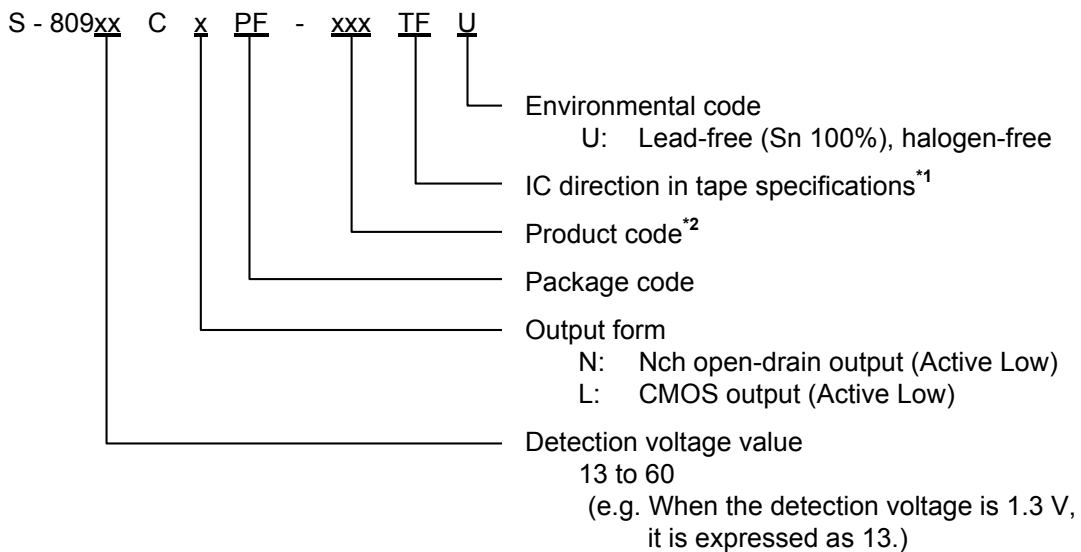 S - 809xx C x PF - xxx TF U
Environmental code
U: Lead-free (Sn 100%), halogen-free
IC direction in tape specifications*1
Product code*2
Package code
Output form
N: Nch open-drain output (Active Low)
L: CMOS output (Active Low)
Detection voltage value
13 to 60
(e.g. When the detection voltage is 1.3 V,
it is expressed as 13.)